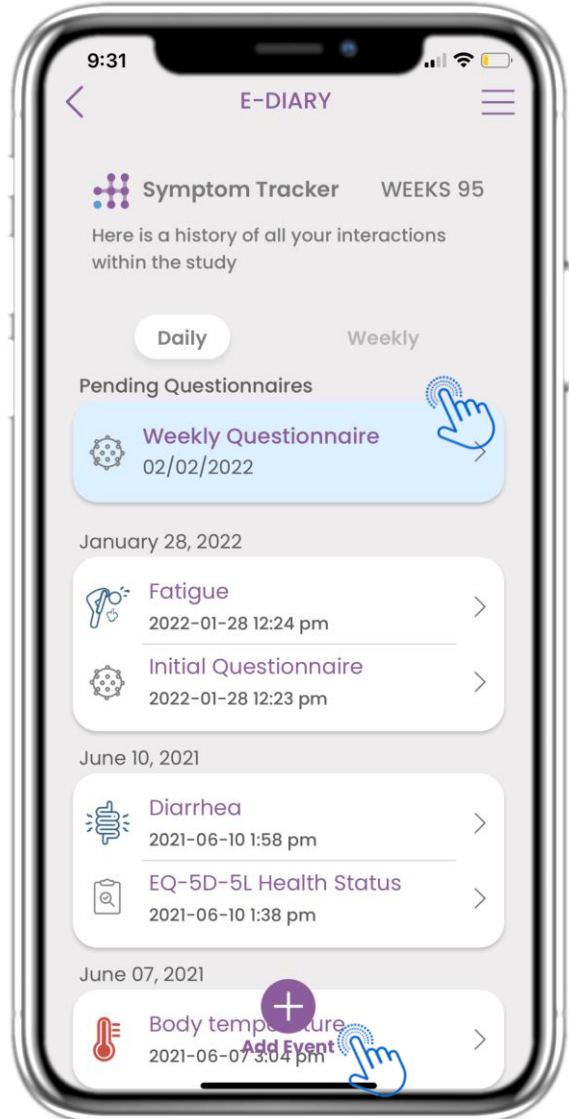 9:31
E-DIARY
Symptom Tracker WEEKS 95
Here is a history of all your interactions
within the study
Daily Weekly
Pending Questionnaires
Weekly Questionnaire
02/02/2022
January 28, 2022
Fatigue
2022-01-28 12:24 pm
Initial Questionnaire
2022-01-28 12:23 pm
June 10, 2021
Diarrhea
2021-06-10 1:58 pm
EQ-5D-5L Health Status
2021-06-10 1:38 pm
June 07, 2021
Body temperature
Add Event
2021-06-07 3:04 pm